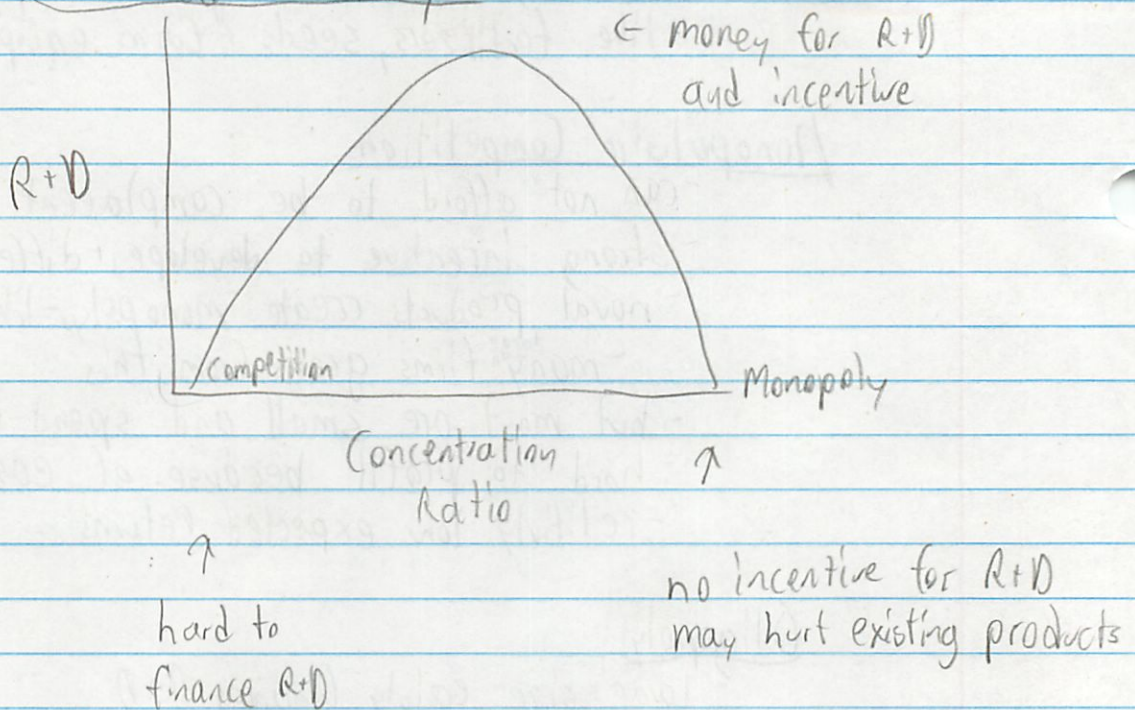 ← money for R+D
and incentive
R+D
Competition
Monopoly
Concentration
Ratio
↑
↑
hard to
finance R+D
no incentive for R+D
may hurt existing products